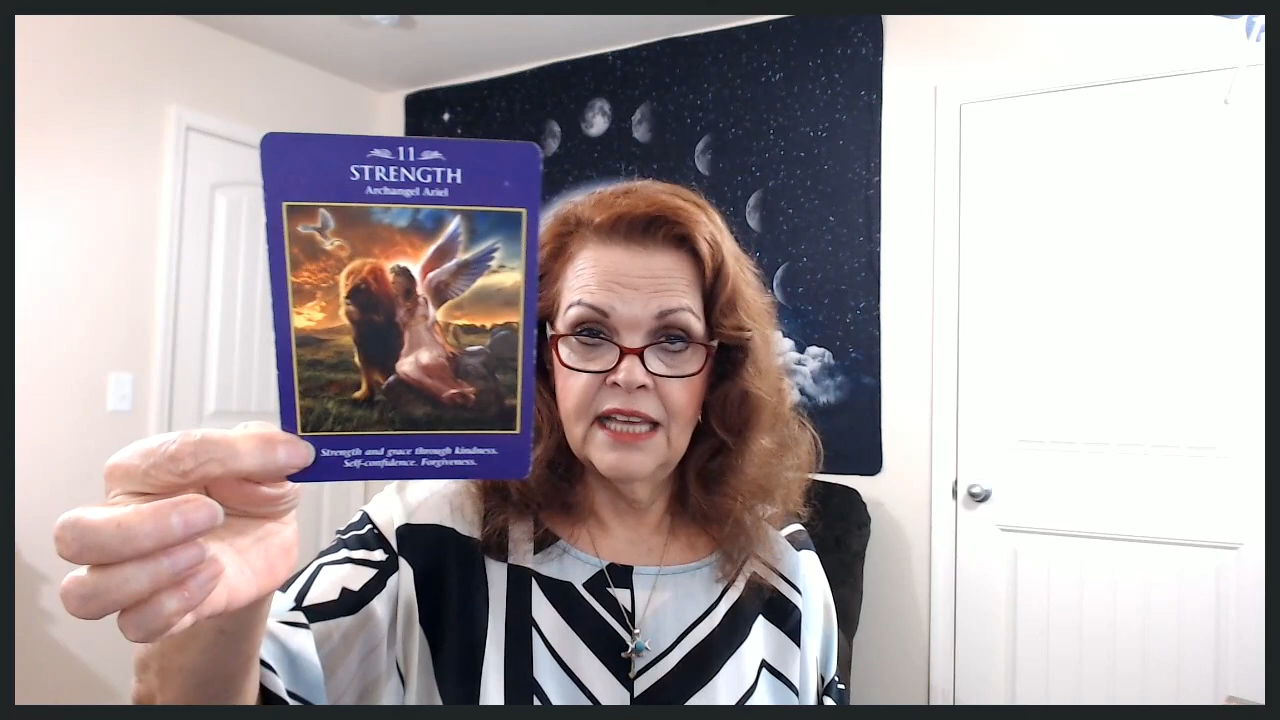 11
STRENGTH
Archangel Ariel
Strength and grace through kindness.
Self-confidence. Forgiveness.